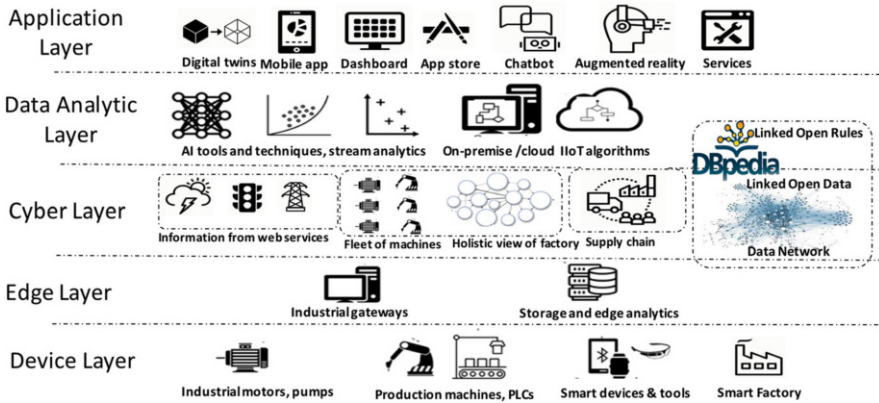 Application
Layer
Digital twins Mobile app Dashboard App store Chatbot Augmented reality Services
Data Analytic
Layer
AI tools and techniques, stream analytics On-premise /cloud IIoT algorithms
Linked Open Rules
DBpedia
Linked Open Data
Data Network
Cyber Layer
Information from web services
Fleet of machines Holistic view of factory Supply chain
Edge Layer
Industrial gateways Storage and edge analytics
Device Layer
Industrial motors, pumps Production machines, PLCs Smart devices & tools Smart Factory